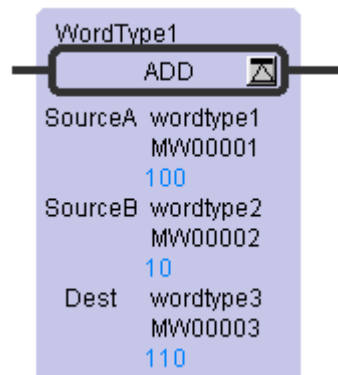 WordType1
ADD
SourceA wordtype1
MW00001
100
SourceB wordtype2
MW00002
10
Dest wordtype3
MW00003
110